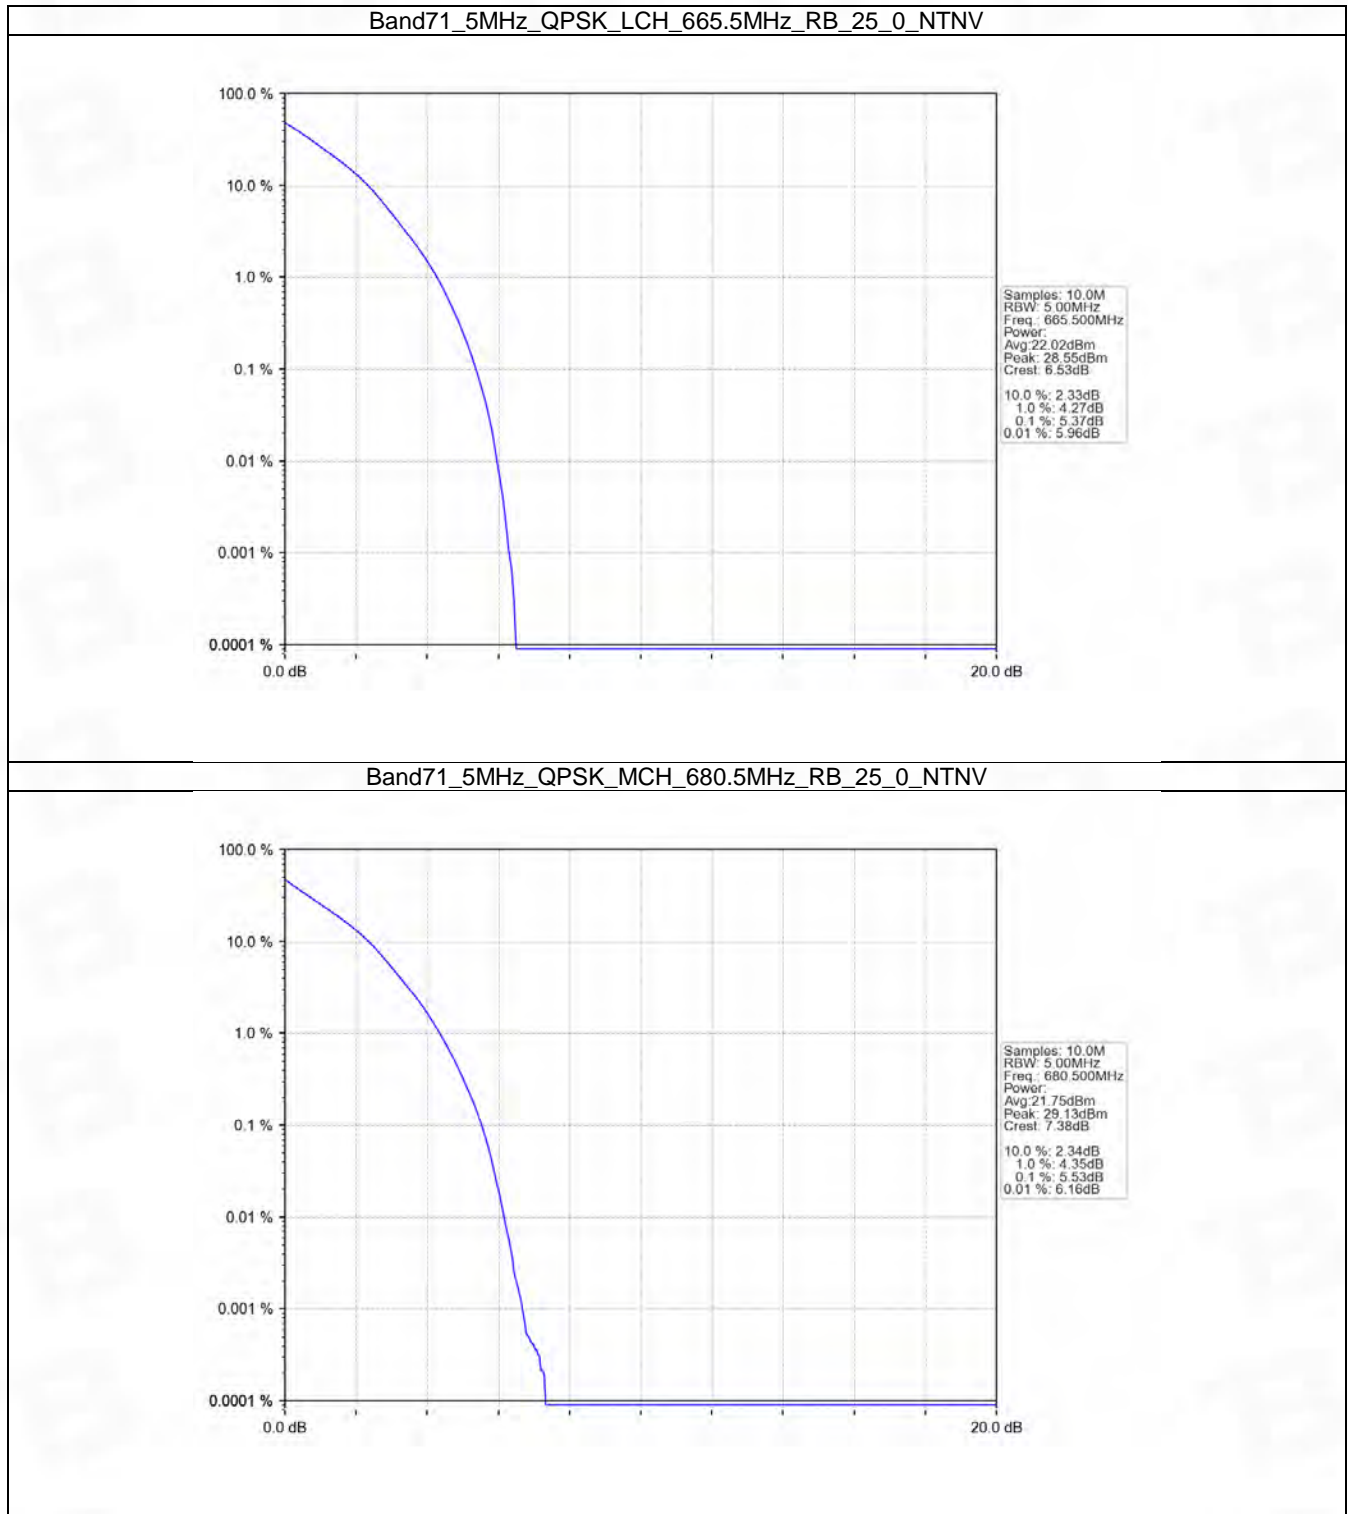 Band71_5MHz_QPSK_LCH_665.5MHz_RB_25_0_NTNV
100.0 %
10.0 %
1.0 %
0.1 %
0.01 %
0.001 %
0.0001 %
0.0 dB
20.0 dB
Samples: 10.0M
RBW: 5.00MHz
Freq.: 665.500MHz
Power:
Avg:22.02dBm
Peak: 28.55dBm
Crest: 6.53dB
10.0 %: 2.33dB
1.0 %: 4.27dB
0.1 %: 5.37dB
0.01 %: 5.96dB
Band71_5MHz_QPSK_MCH_680.5MHz_RB_25_0_NTNV
100.0 %
10.0 %
1.0 %
0.1 %
0.01 %
0.001 %
0.0001 %
0.0 dB
20.0 dB
Samples: 10.0M
RBW: 5.00MHz
Freq.: 680.500MHz
Power:
Avg:21.75dBm
Peak: 29.13dBm
Crest: 7.38dB
10.0 %: 2.34dB
1.0 %: 4.35dB
0.1 %: 5.53dB
0.01 %: 6.16dB